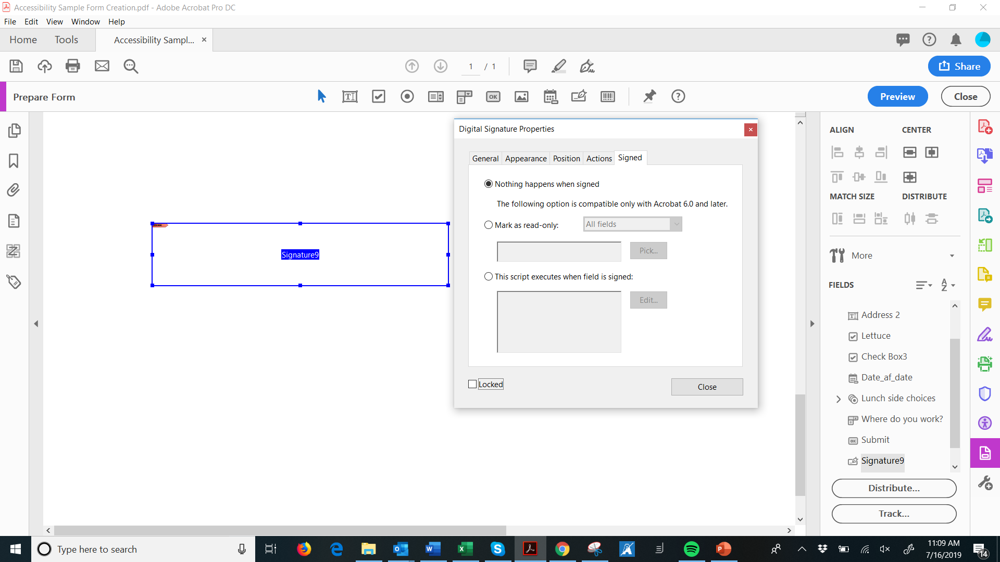 Accessibility Sample Form Creation.pdf - Adobe Acrobat Pro DC
File Edit View Window Help
Home Tools Accessibility Sampl... ×
1 / 1
Share
Prepare Form
OK
Preview Close
Digital Signature Properties
General Appearance Position Actions Signed
Nothing happens when signed
The following option is compatible only with Acrobat 6.0 and later.
Mark as read-only: All fields
Pick...
This script executes when field is signed:
Edit...
Locked
Close
Signature9
ALIGN CENTER
MATCH SIZE DISTRIBUTE
More
FIELDS
Address 2
Lettuce
Check Box3
Date_af_date
Lunch side choices
Where do you work?
Submit
Signature9
Distribute...
Track...
Type here to search
11:09 AM
7/16/2019
14